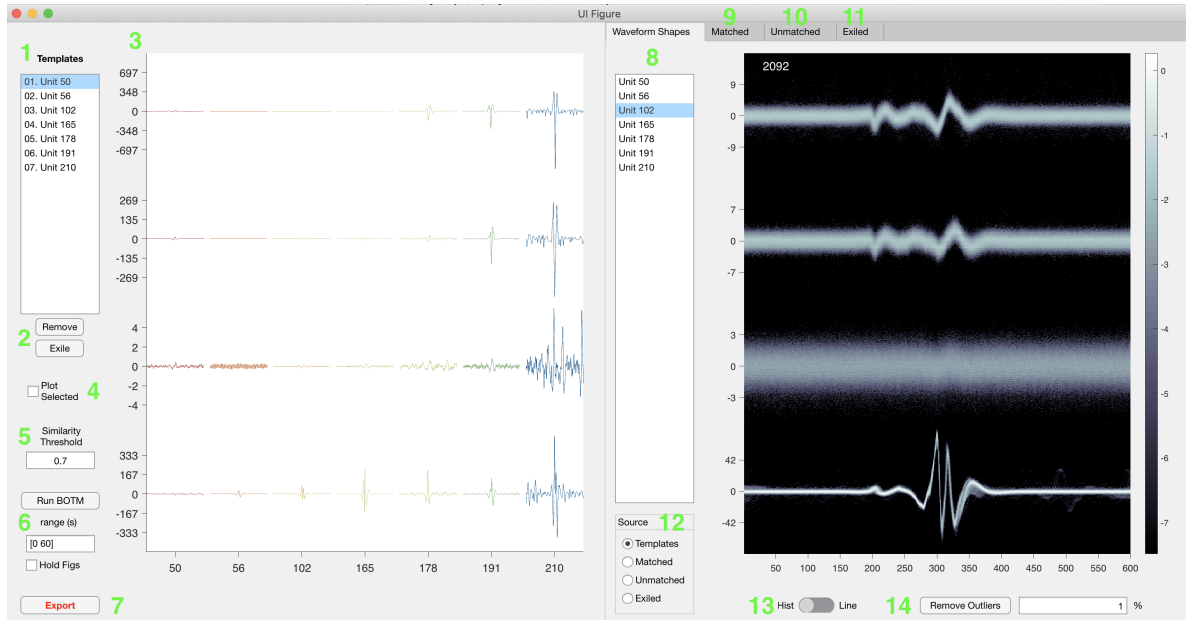 UI Figure
1 Templates
01. Unit 50
02. Unit 56
03. Unit 102
04. Unit 165
05. Unit 178
06. Unit 191
07. Unit 210
2
Remove
Exile
Plot
Selected 4
5 Similarity
Threshold
0.7
Run BOTM
6 range (s)
[0 60]
Hold Figs
Export 7
3
697
348
0
-348
-697
269
135
0
-135
-269
4
2
0
-2
-4
333
167
0
-167
-333
50 56 102 165 178 191 210
9 10 11
Waveform Shapes Matched Unmatched Exiled
8
Unit 50
Unit 56
Unit 102
Unit 165
Unit 178
Unit 191
Unit 210
Source 12
Templates
Matched
Unmatched
Exiled
2092
9
0
-9
7
0
-7
3
0
-3
42
0
-42
50 100 150 200 250 300 350 400 450 500 550 600
0
-1
-2
-3
-4
-5
-6
-7
13 Hist Line 14 Remove Outliers 1 %